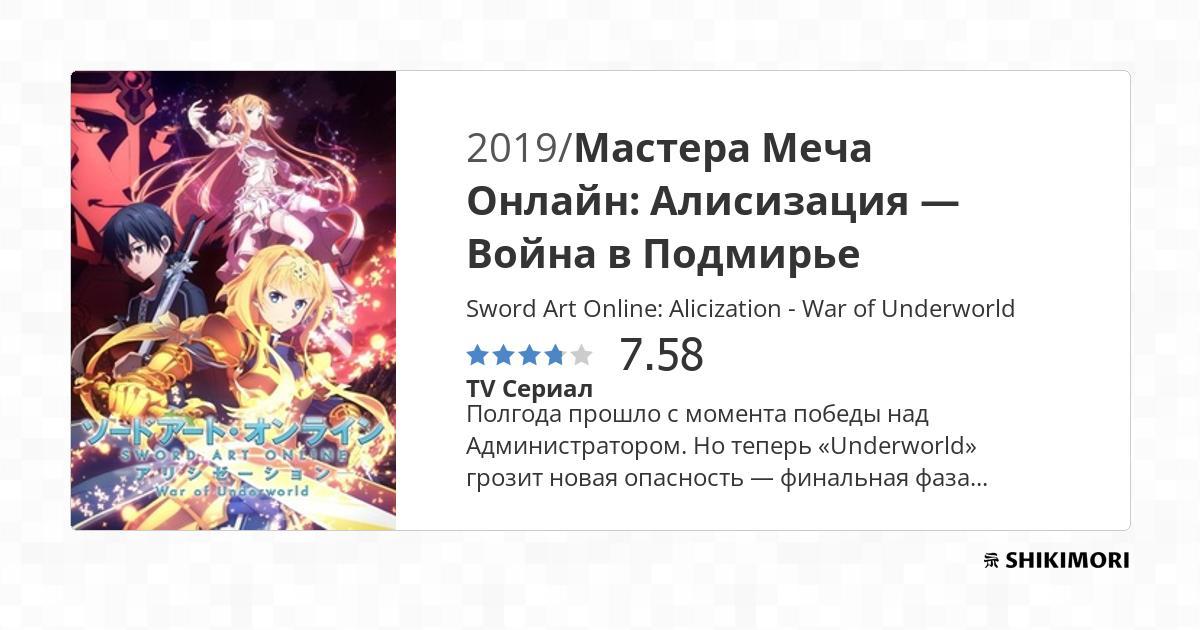 2019/Мастера Меча
Онлайн: Алисизация —
Война в Подмирье
Sword Art Online: Alicization - War of Underworld
7.58
TV Сериал
Полгода прошло с момента победы над
Администратором. Но теперь «Underworld»
грозит новая опасность — финальная фаза...
ソードアート・オンライン
SWORD ART ONLINE
アリシゼーション
War of Underworld
SHIKIMORI